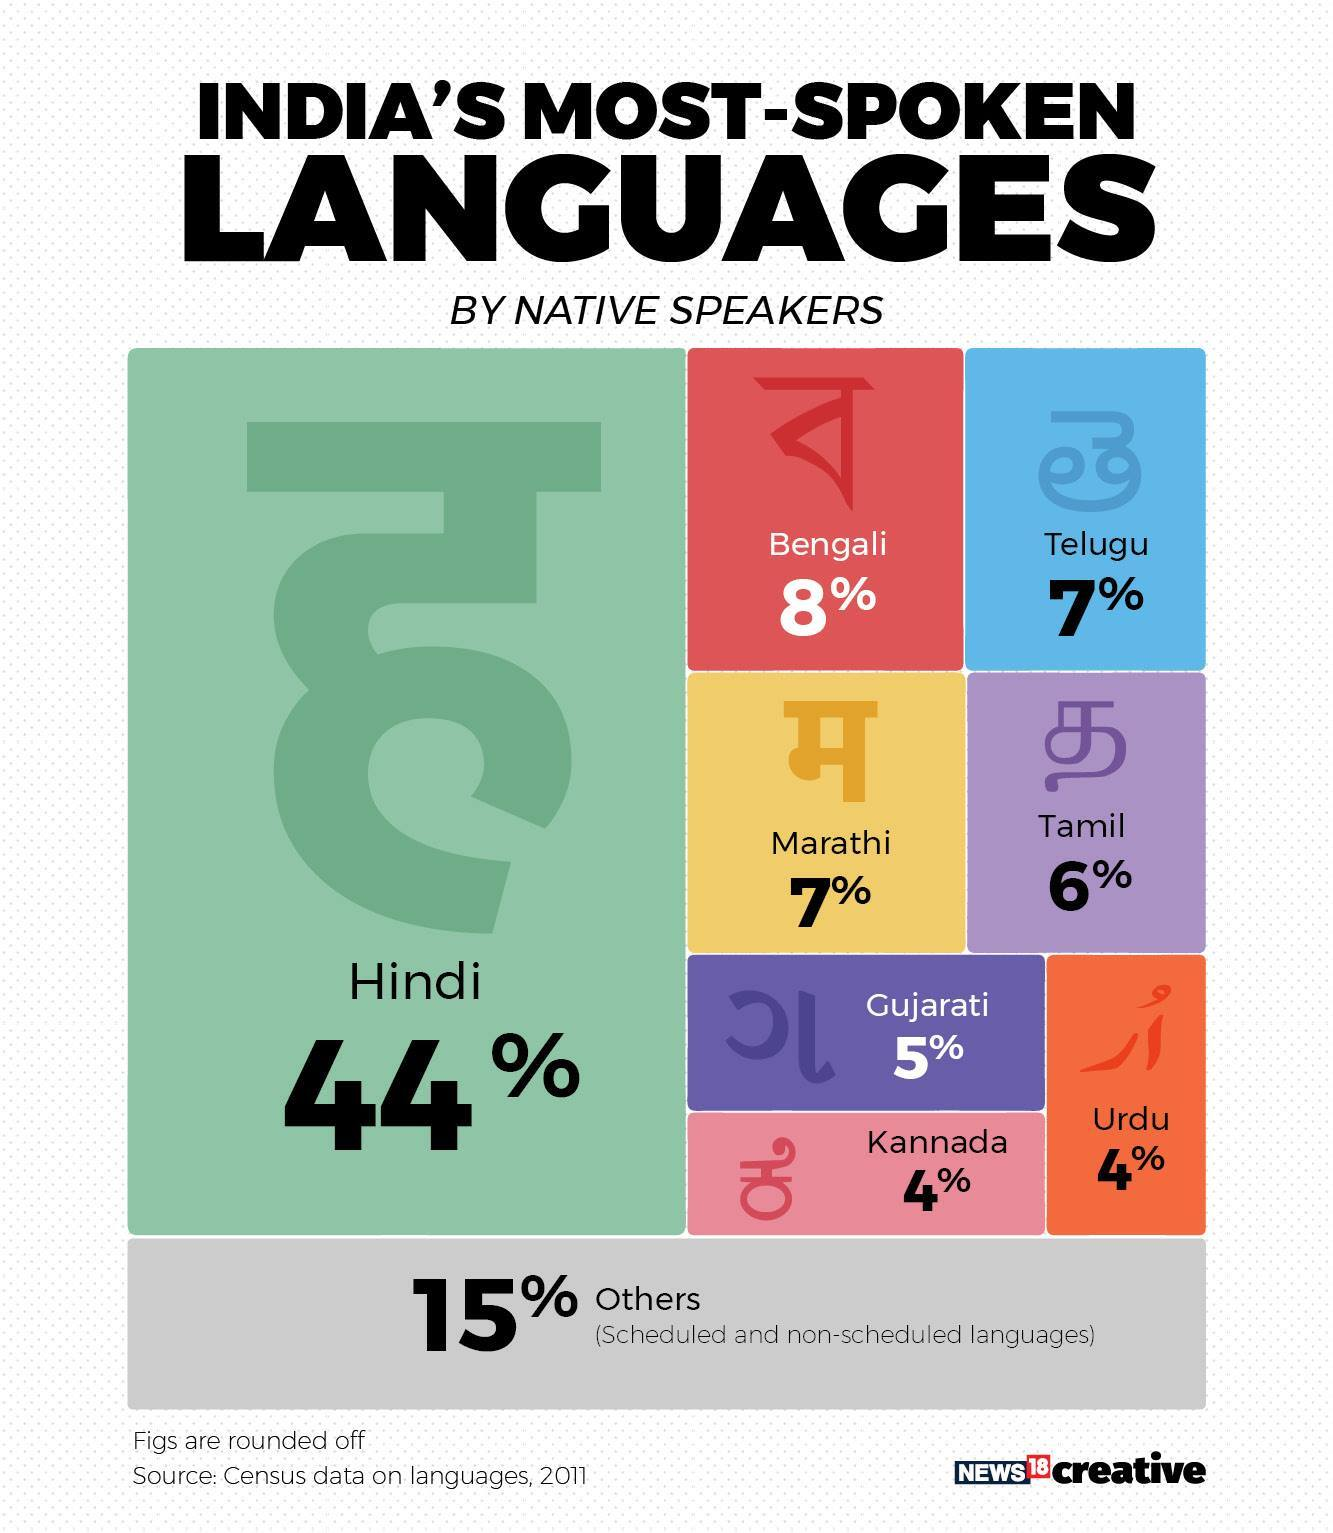 INDIA'S MOST-SPOKEN
LANGUAGES
BY NATIVE SPEAKERS
ह
Hindi
44%
ব
Bengali
8%
త
Telugu
7%
म
Marathi
7%
த
Tamil
6%
ગ
Gujarati
5%
ಕ
Kannada
4%
Urdu
4%
15% Others
(Scheduled and non-scheduled languages)
Figs are rounded off
Source: Census data on languages, 2011
NEWS18creative